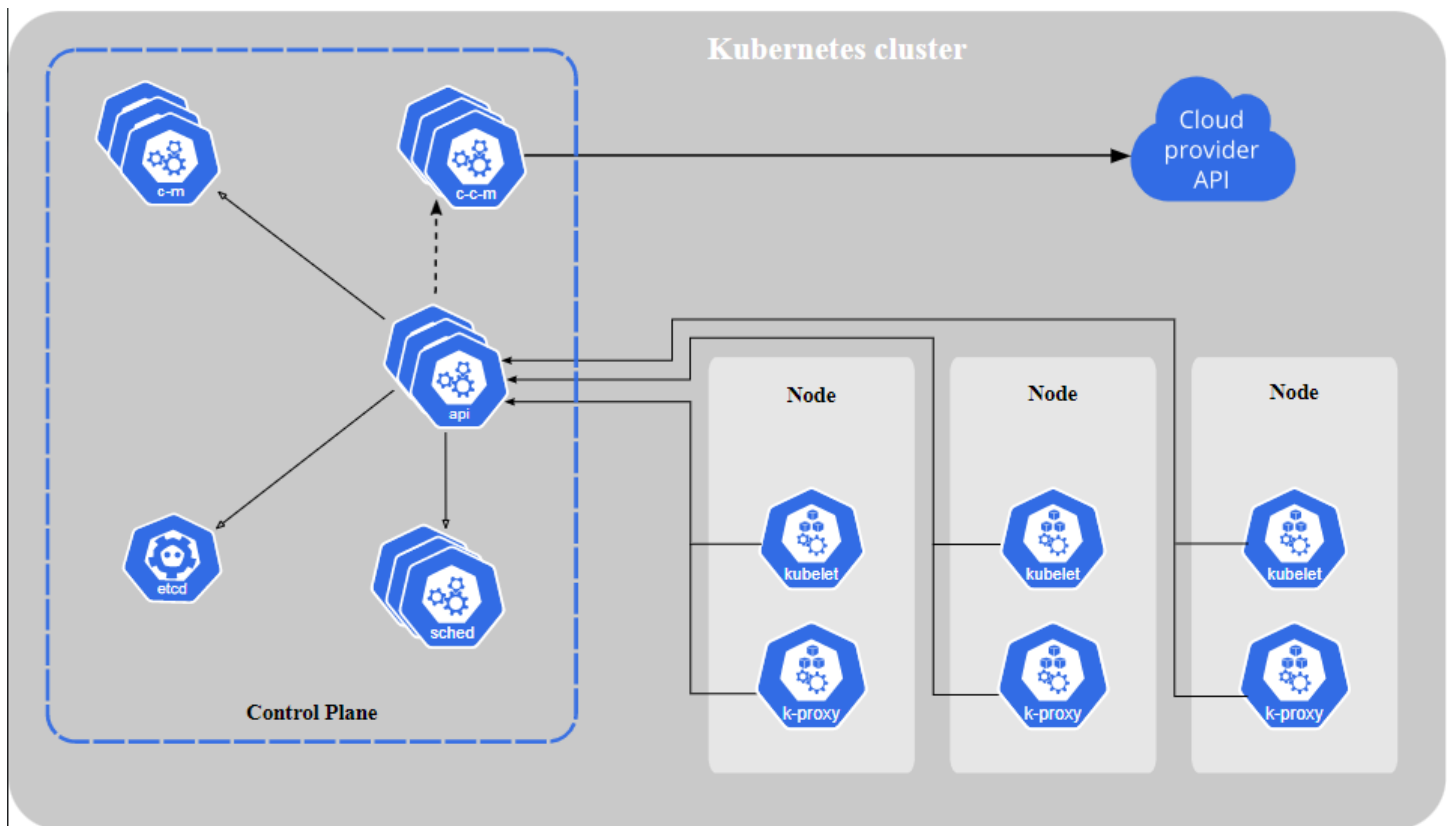 Kubernetes cluster
c-m
c-c-m
Cloud
provider
API
api
etcd
sched
Control Plane
Node
kubelet
k-proxy
Node
kubelet
k-proxy
Node
kubelet
k-proxy